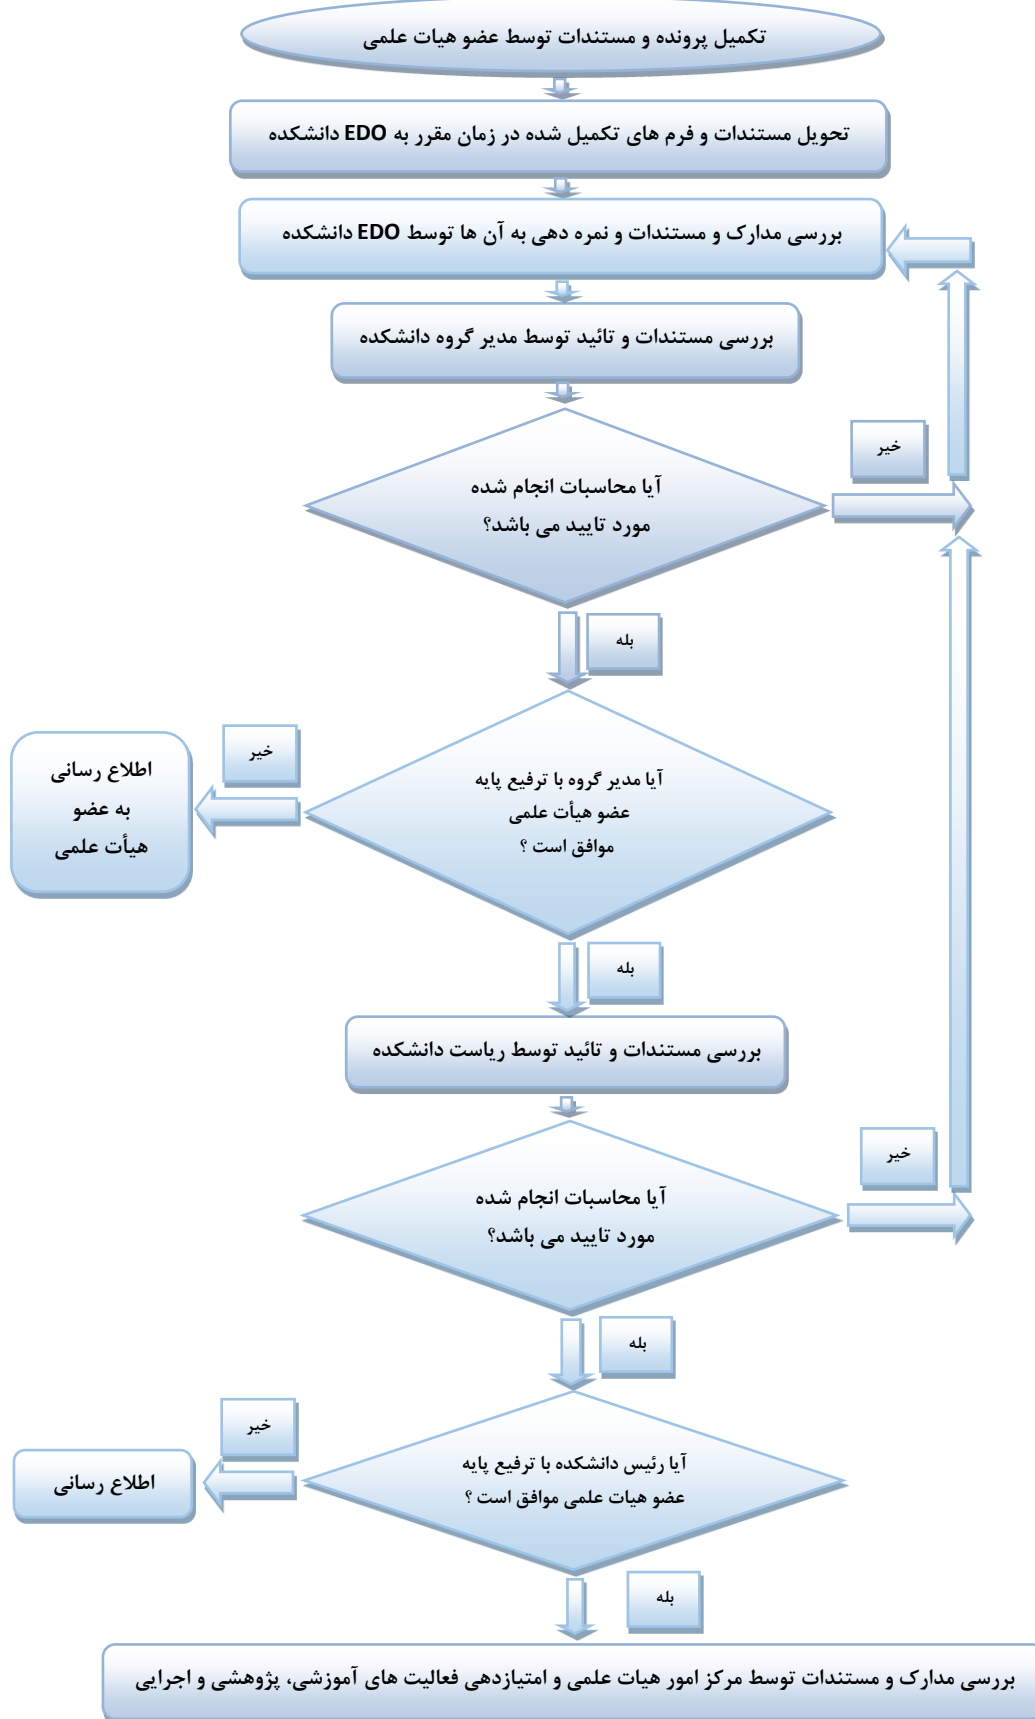 تکمیل پرونده و مستندات توسط عضو هیات علمی
تحویل مستندات و فرم های تکمیل شده در زمان مقرر به EDO دانشکده
بررسی مدارک و مستندات و نمره دهی به آن ها توسط EDO دانشکده
بررسی مستندات و تائید توسط مدیر گروه دانشکده
خیر
آیا محاسبات انجام شده
مورد تایید می باشد؟
بله
خیر
آیا مدیر گروه با ترفیع پایه
عضو هیأت علمی
موافق است ؟
اطلاع رسانی
به عضو
هیأت علمی
بله
بررسی مستندات و تائید توسط ریاست دانشکده
خیر
آیا محاسبات انجام شده
مورد تایید می باشد؟
بله
خیر
آیا رئیس دانشکده با ترفیع پایه
عضو هیات علمی موافق است ؟
اطلاع رسانی
بله
بررسی مدارک و مستندات توسط مرکز امور هیات علمی و امتیازدهی فعالیت های آموزشی، پژوهشی و اجرایی